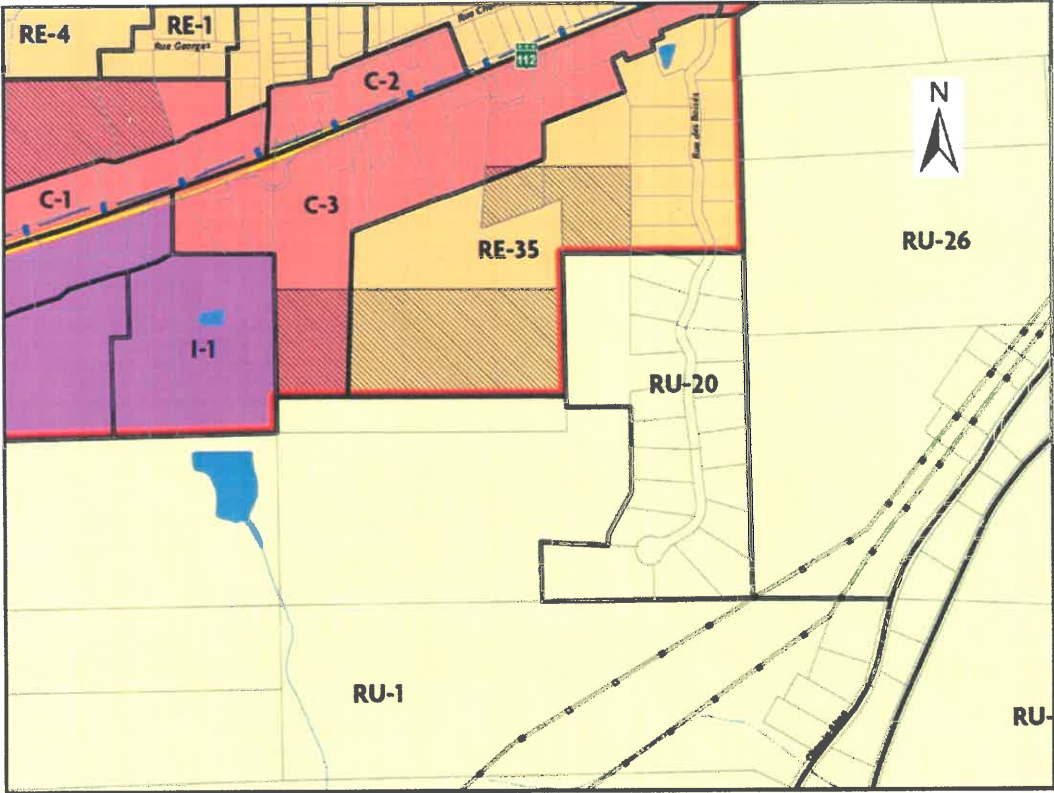 RE-4
RE-1
Rue Georges
112
C-2
N
Rue des Boisés
C-1
C-3
RE-35
RU-26
I-1
RU-20
RU-1
RU-